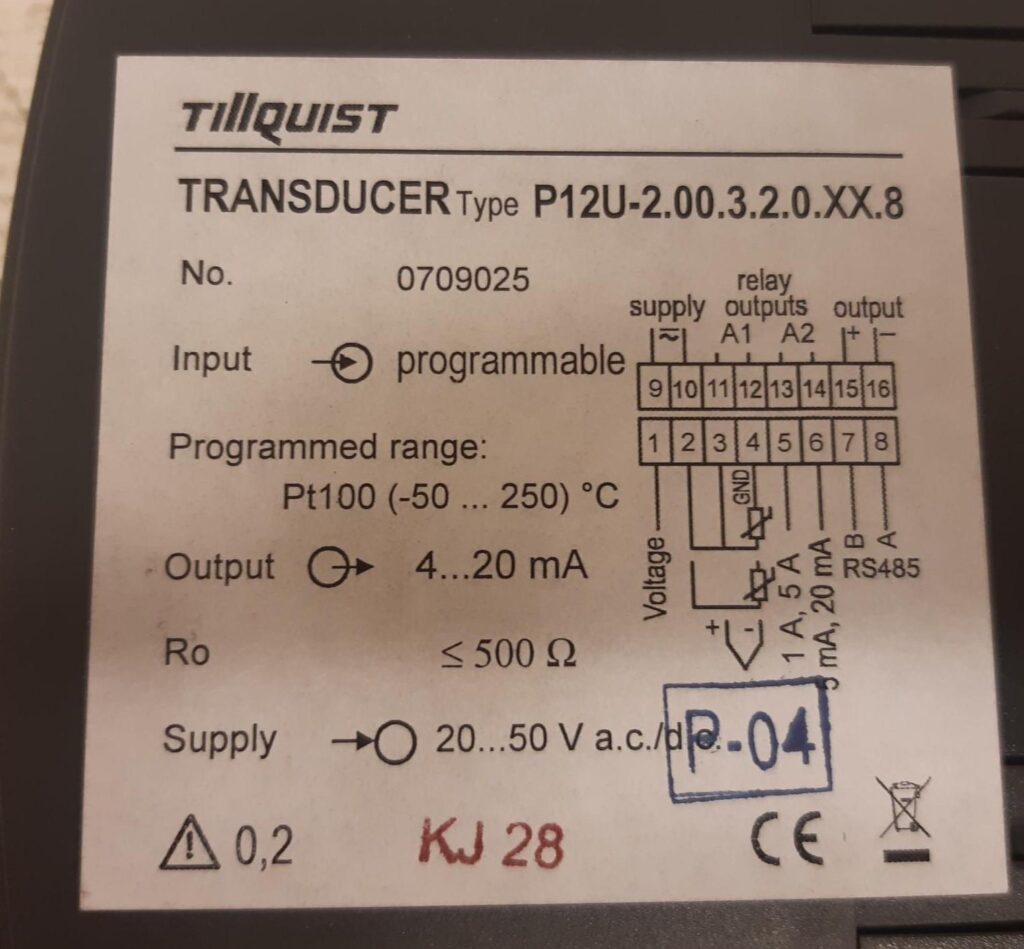 TillQUIST
TRANSDUCER Type P12U-2.00.3.2.0.XX.8
No. 0709025
Input programmable
Programmed range:
Pt100 (-50 ... 250) °C
Output 4...20 mA
Ro ≤ 500 Ω
Supply 20...50 V a.c./d.c.
0,2
KJ 28
P-04
CE
relay
supply outputs output
A1 A2 + −
9 10 11 12 13 14 15 16
1 2 3 4 5 6 7 8
GND
Voltage
+ -
1 A, 5 A
5 mA, 20 mA
B A
RS485